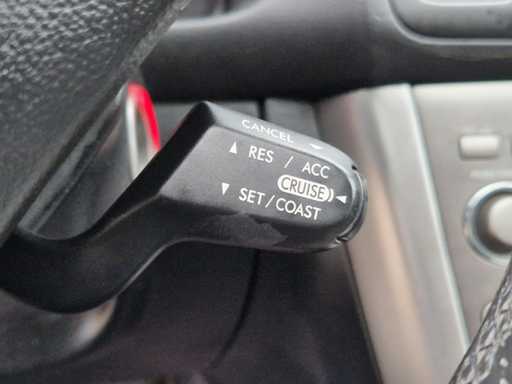 CANCEL
RES / ACC
CRUISE
SET/COAST